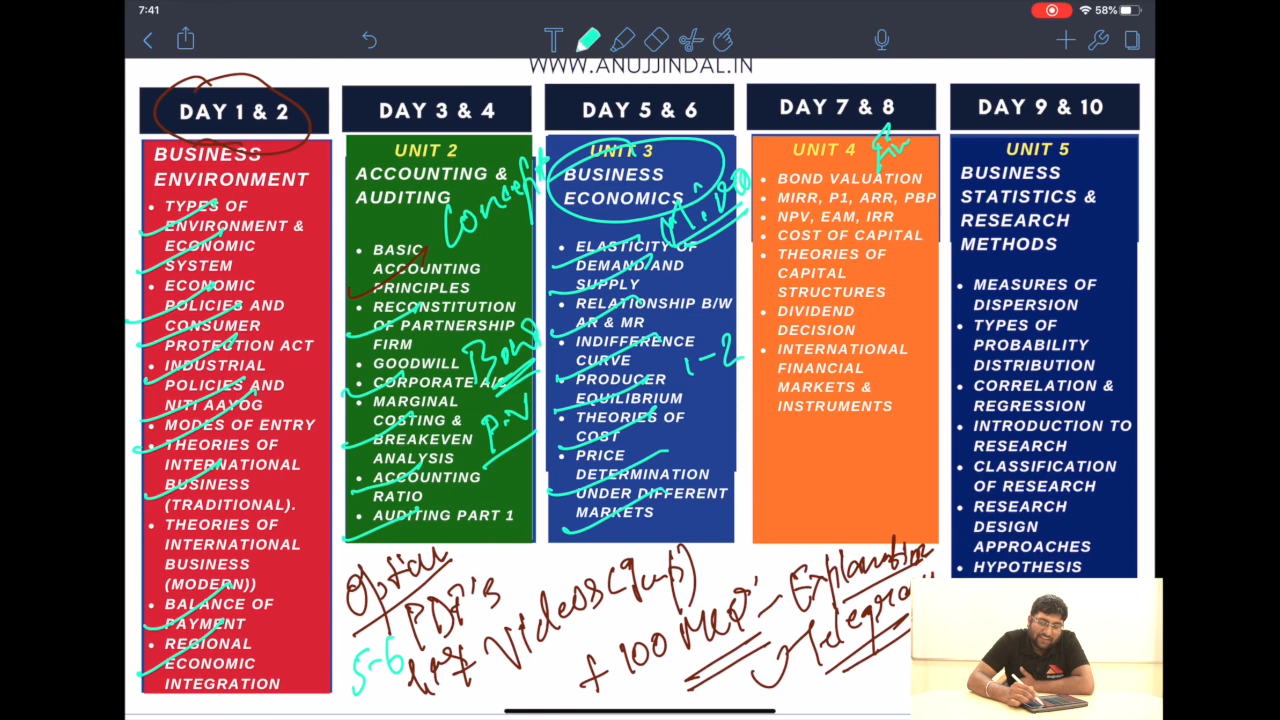 7:41
58%
WWW.ANUJJINDAL.IN
DAY 1 & 2
BUSINESS
ENVIRONMENT
TYPES OF
ENVIRONMENT &
ECONOMIC
SYSTEM
ECONOMIC
POLICIES AND
CONSUMER
PROTECTION ACT
INDUSTRIAL
POLICIES AND
NITI AAYOG
MODES OF ENTRY
THEORIES OF
INTERNATIONAL
BUSINESS
(TRADITIONAL).
THEORIES OF
INTERNATIONAL
BUSINESS
(MODERN))
BALANCE OF
PAYMENT
REGIONAL
ECONOMIC
INTEGRATION
DAY 3 & 4
UNIT 2
ACCOUNTING &
AUDITING
Concept
BASIC
ACCOUNTING
PRINCIPLES
RECONSTITUTION
OF PARTNERSHIP
FIRM
GOODWILL
CORPORATE A/C
MARGINAL
COSTING &
BREAKEVEN
ANALYSIS
ACCOUNTING
RATIO
AUDITING PART 1
P.V
DAY 5 & 6
UNIT 3
BUSINESS
ECONOMICS
ELASTICITY OF
DEMAND AND
SUPPLY
RELATIONSHIP B/W
AR & MR
INDIFFERENCE
CURVE
1-2
PRODUCER
EQUILIBRIUM
THEORIES OF
COST
PRICE
DETERMINATION
UNDER DIFFERENT
MARKETS
DAY 7 & 8
UNIT 4
BOND VALUATION
MIRR, P1, ARR, PBP
NPV, EAM, IRR
COST OF CAPITAL
THEORIES OF
CAPITAL
STRUCTURES
DIVIDEND
DECISION
INTERNATIONAL
FINANCIAL
MARKETS &
INSTRUMENTS
DAY 9 & 10
UNIT 5
BUSINESS
STATISTICS &
RESEARCH
METHODS
MEASURES OF
DISPERSION
TYPES OF
PROBABILITY
DISTRIBUTION
CORRELATION &
REGRESSION
INTRODUCTION TO
RESEARCH
CLASSIFICATION
OF RESEARCH
RESEARCH
DESIGN
APPROACHES
HYPOTHESIS
PDF's
5-6
Videos
+ 100 MCQ's - Explanation
Telegram